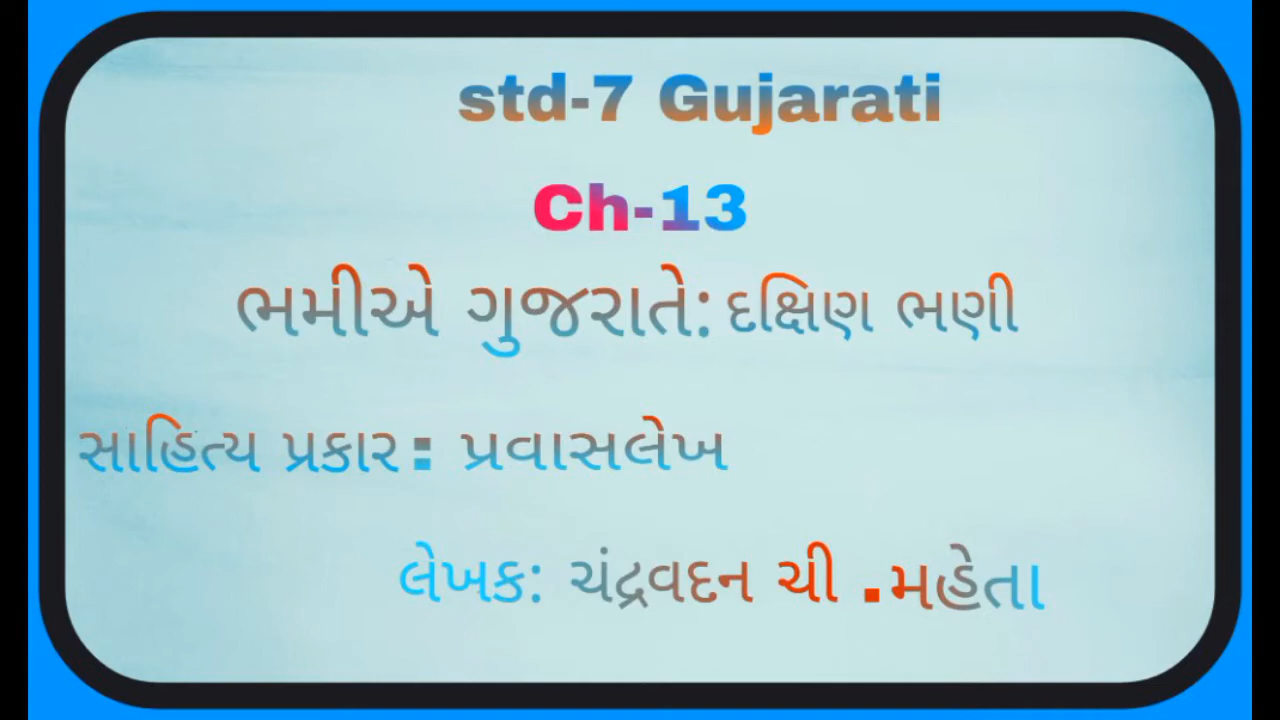 std-7 Gujarati
Ch-13
ભમીએ ગુજરાતે: દક્ષિણ ભણી
સાહિત્ય પ્રકાર : પ્રવાસલેખ
લેખક: ચંદ્રવદન ચી .મહેતા